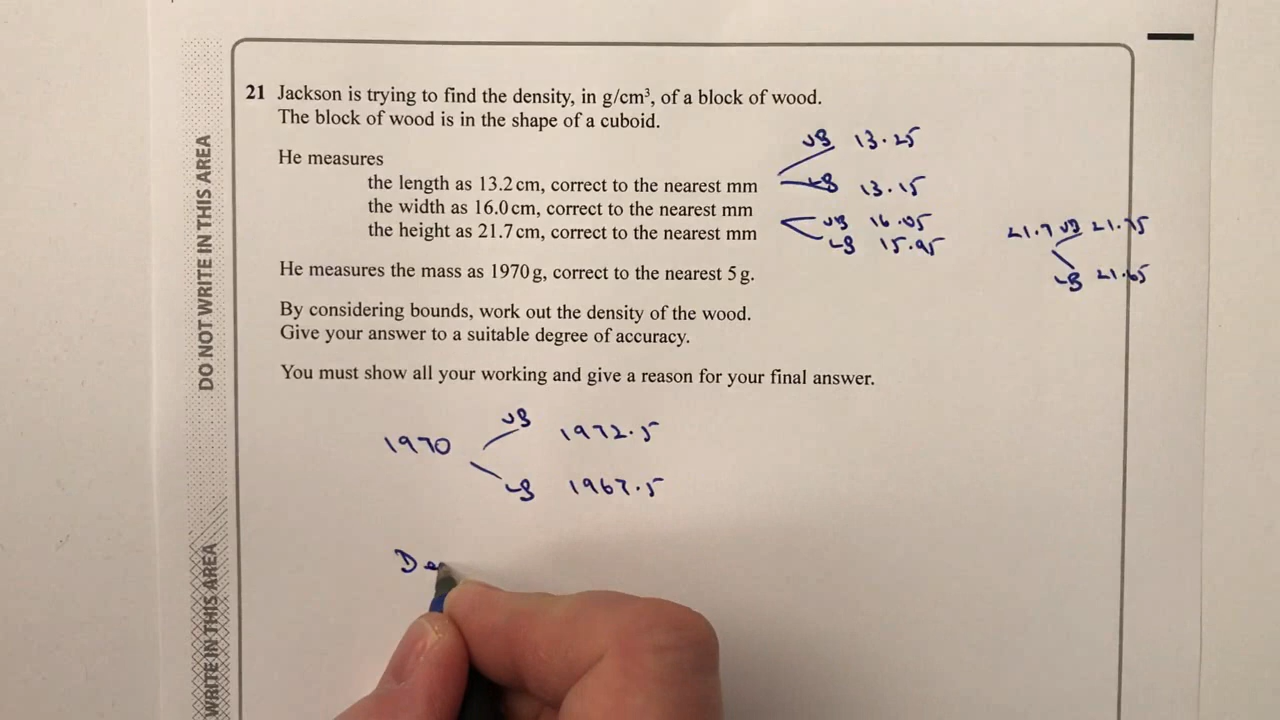 21 Jackson is trying to find the density, in g/cm³, of a block of wood.
The block of wood is in the shape of a cuboid.
He measures
the length as 13.2 cm, correct to the nearest mm
the width as 16.0 cm, correct to the nearest mm
the height as 21.7 cm, correct to the nearest mm
UB 13.25
LB 13.15
UB 16.05
LB 15.95
21.7 UB 21.75
LB 21.65
He measures the mass as 1970 g, correct to the nearest 5 g.
By considering bounds, work out the density of the wood.
Give your answer to a suitable degree of accuracy.
You must show all your working and give a reason for your final answer.
UB 1972.5
1970
LB 1967.5
De
DO NOT WRITE IN THIS AREA
WRITE IN THIS AREA